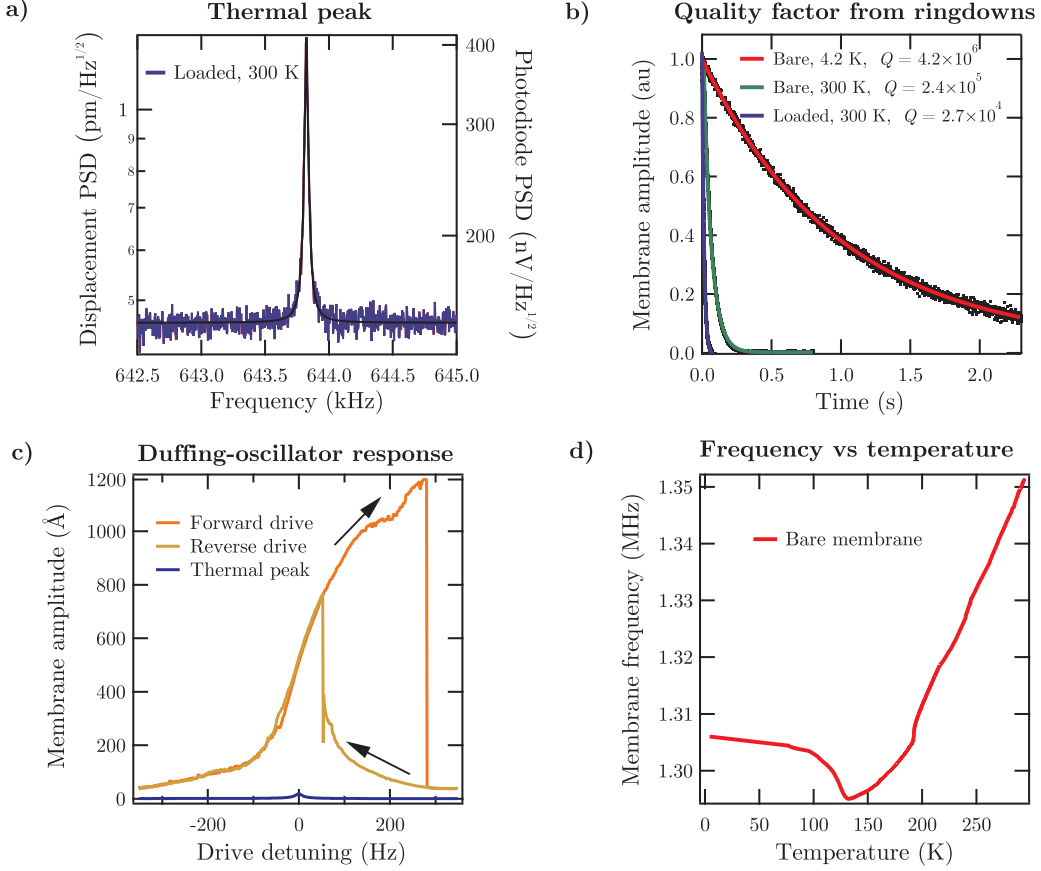 a)
Thermal peak
Displacement PSD (pm/Hz^1/2)
1
9
8
7
6
5
Loaded, 300 K
400
300
200
Photodiode PSD (nV/Hz^1/2)
642.5 643.0 643.5 644.0 644.5 645.0
Frequency (kHz)
b)
Quality factor from ringdowns
Membrane amplitude (au)
1.0
0.8
0.6
0.4
0.2
0.0
Bare, 4.2 K, Q = 4.2×10^6
Bare, 300 K, Q = 2.4×10^5
Loaded, 300 K, Q = 2.7×10^4
0.0 0.5 1.0 1.5 2.0
Time (s)
c)
Duffing-oscillator response
Membrane amplitude (Å)
1200
1000
800
600
400
200
0
Forward drive
Reverse drive
Thermal peak
-200 0 200
Drive detuning (Hz)
d)
Frequency vs temperature
Membrane frequency (MHz)
1.35
1.34
1.33
1.32
1.31
1.30
Bare membrane
0 50 100 150 200 250
Temperature (K)